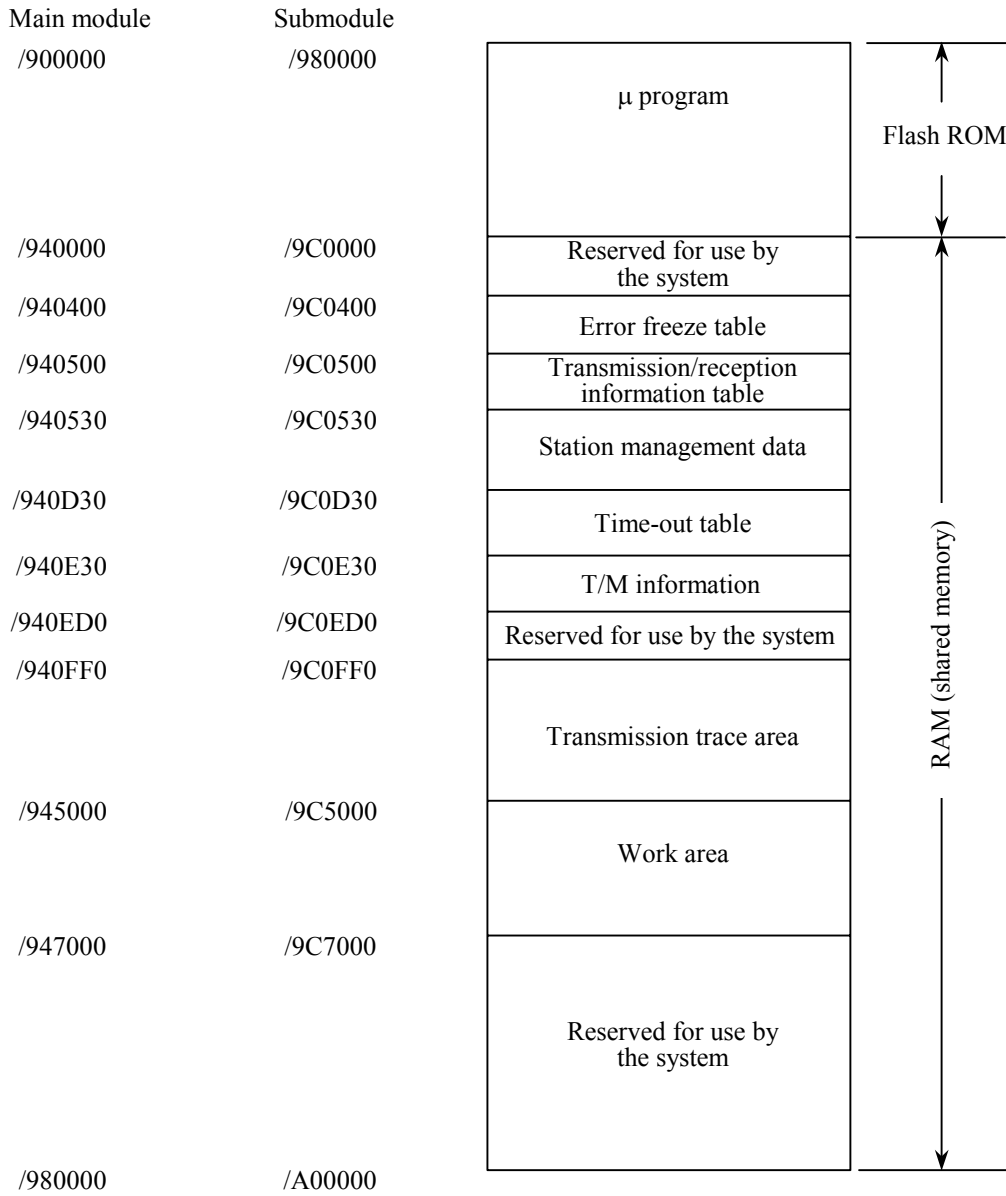 Main module Submodule
/900000 /980000
μ program
Flash ROM
/940000 /9C0000
Reserved for use by
the system
/940400 /9C0400
Error freeze table
/940500 /9C0500
Transmission/reception
information table
/940530 /9C0530
Station management data
/940D30 /9C0D30
Time-out table
/940E30 /9C0E30
T/M information
/940ED0 /9C0ED0
Reserved for use by the system
/940FF0 /9C0FF0
Transmission trace area
RAM (shared memory)
/945000 /9C5000
Work area
/947000 /9C7000
Reserved for use by
the system
/980000 /A00000